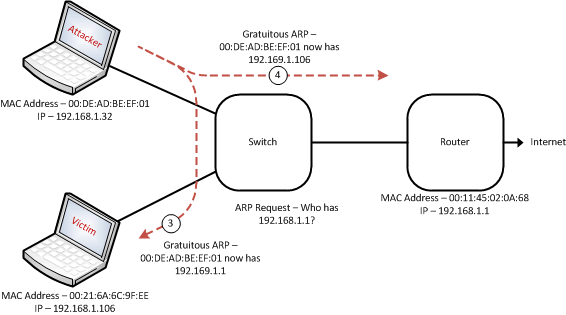 Attacker
MAC Address – 00:DE:AD:BE:EF:01
IP – 192.168.1.32
Gratuitous ARP –
00:DE:AD:BE:EF:01 now has
192.169.1.106
4
Switch
Router
Internet
MAC Address – 00:11:45:02:0A:68
IP – 192.168.1.1
ARP Request – Who has
192.168.1.1?
3
Gratuitous ARP –
00:DE:AD:BE:EF:01 now has
192.169.1.1
Victim
MAC Address – 00:21:6A:6C:9F:EE
IP – 192.168.1.106